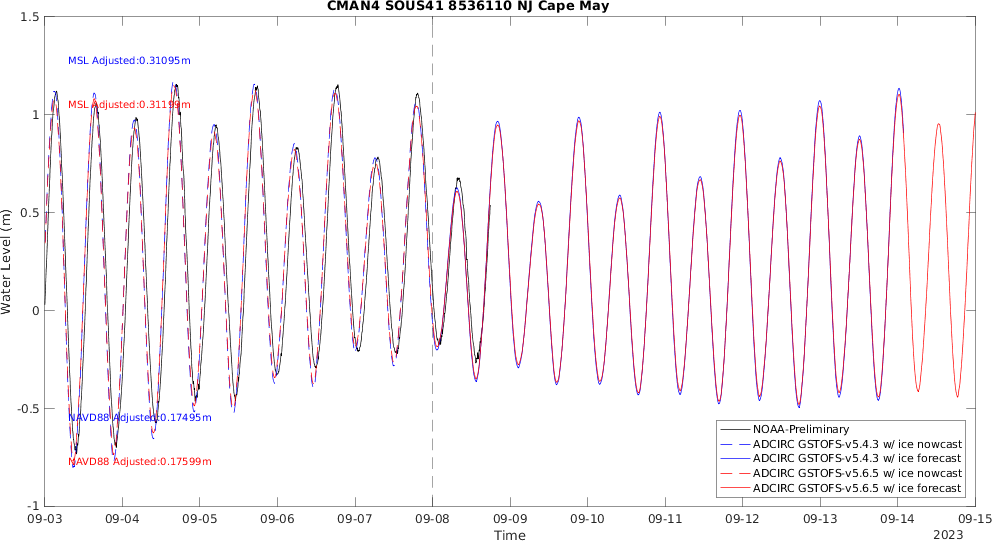 CMAN4 SOUS41 8536110 NJ Cape May
1.5
MSL Adjusted:0.31095m
MSL Adjusted:0.31199m
1
0.5
Water Level (m)
0
-0.5
NAVD88 Adjusted:0.17495m
NAVD88 Adjusted:0.17599m
NOAA-Preliminary
ADCIRC GSTOFS-v5.4.3 w/ ice nowcast
ADCIRC GSTOFS-v5.4.3 w/ ice forecast
ADCIRC GSTOFS-v5.6.5 w/ ice nowcast
ADCIRC GSTOFS-v5.6.5 w/ ice forecast
-1
09-03 09-04 09-05 09-06 09-07 09-08 09-09 09-10 09-11 09-12 09-13 09-14 09-15
Time
2023